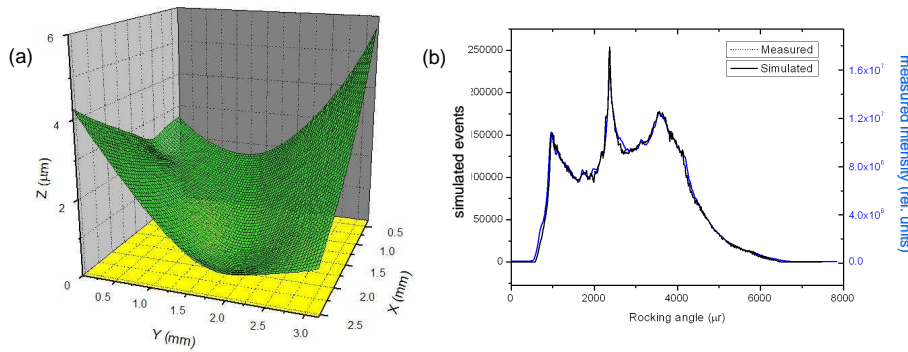 (a)
6
4
2
0
Z (μm)
0.5
1.0
1.5
2.0
2.5
3.0
Y (mm)
0.5
1.0
1.5
2.0
2.5
X (mm)
(b)
250000
200000
150000
100000
50000
0
simulated events
Measured
Simulated
1.6x10⁷
1.2x10⁷
8.0x10⁶
4.0x10⁶
0.0
measured intensity (rel. units)
0
2000
4000
6000
8000
Rocking angle (μr)